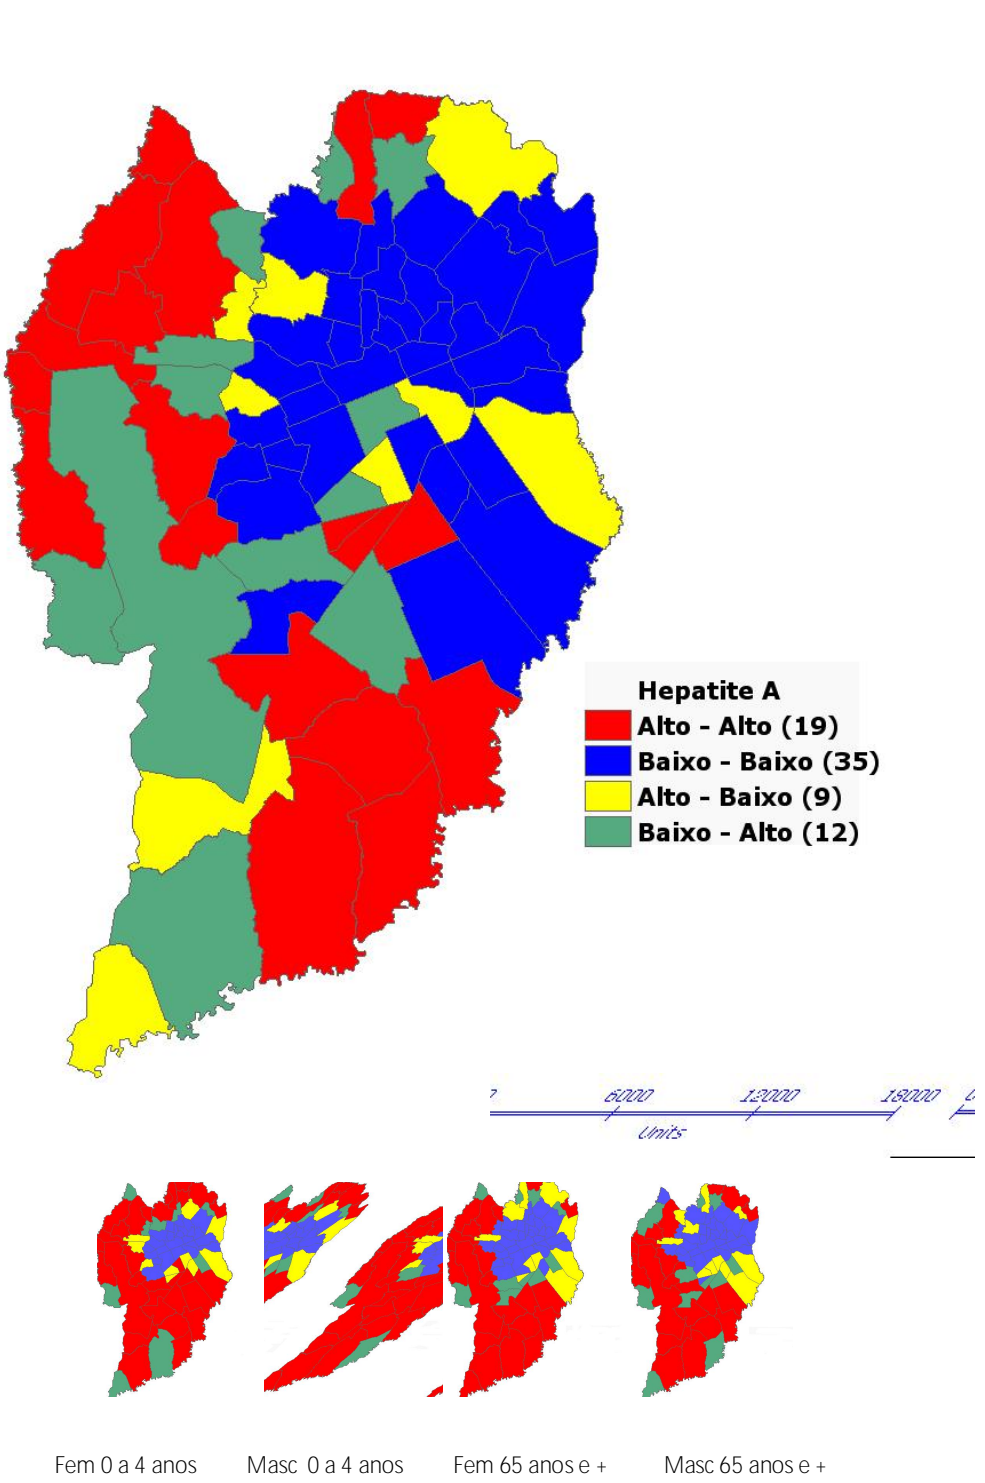 Hepatite A
Alto - Alto (19)
Baixo - Baixo (35)
Alto - Baixo (9)
Baixo - Alto (12)
6000 12000 18000
Units
Fem 0 a 4 anos Masc 0 a 4 anos Fem 65 anos e + Masc 65 anos e +